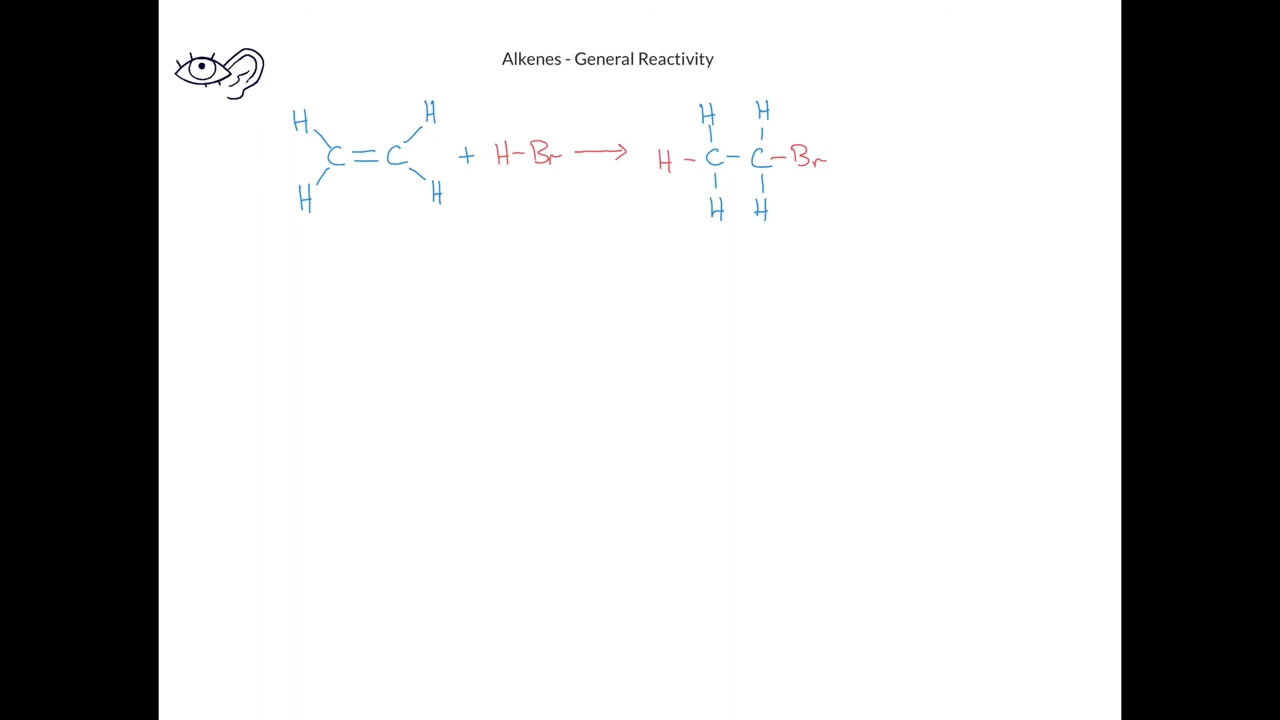 Alkenes - General Reactivity
H H H H
C = C + H - Br → H - C - C - Br
H H H H